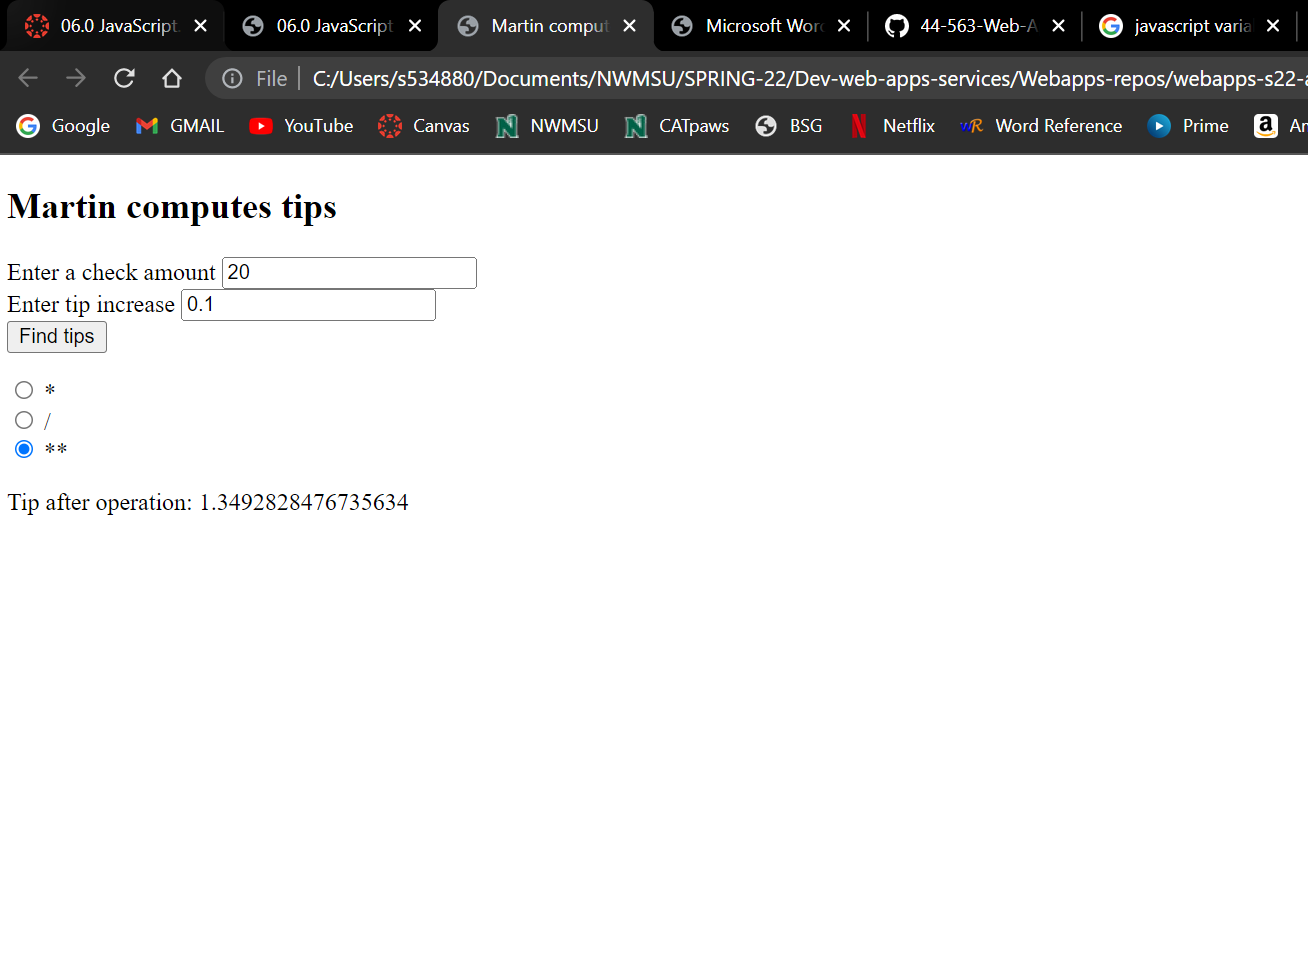 06.0 JavaScript
06.0 JavaScript
Martin comput
Microsoft Wor
44-563-Web-A
javascript varia
File
C:/Users/s534880/Documents/NWMSU/SPRING-22/Dev-web-apps-services/Webapps-repos/webapps-s22-a
Google GMAIL YouTube Canvas NWMSU CATpaws BSG Netflix Word Reference Prime Am
Martin computes tips
Enter a check amount 20
Enter tip increase 0.1
Find tips
*
/
**
Tip after operation: 1.3492828476735634